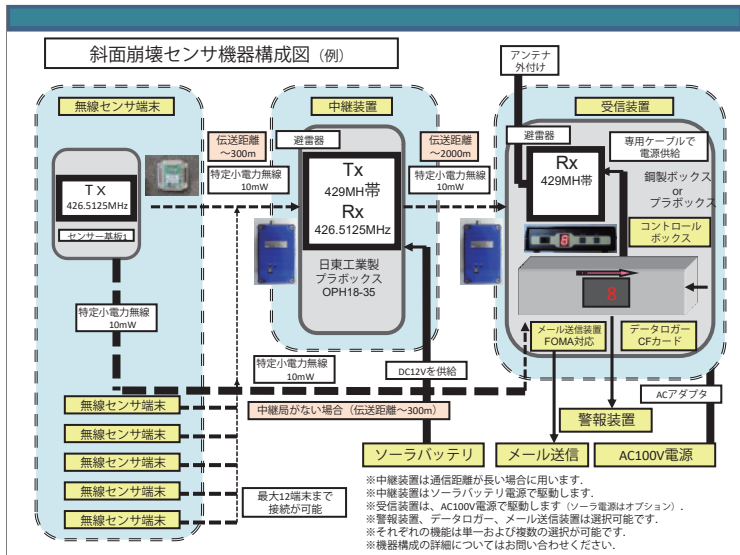 斜面崩壊センサ機器構成図（例）
アンテナ
外付け
無線センサ端末
中継装置
受信装置
伝送距離
～300m
避雷器
伝送距離
～2000m
避雷器
専用ケーブルで
電源供給
ＴＸ
426.5125MHz
センサー基板1
特定小電力無線
10mW
Tx
429MH帯
Rx
426.5125MHz
特定小電力無線
10mW
Rx
429MH帯
鋼製ボックス
or
プラボックス
コントロール
ボックス
日東工業製
プラボックス
OPH18-35
8
8
特定小電力無線
10mW
メール送信装置
FOMA対応
データロガー
CFカード
特定小電力無線
10mW
DC12Vを供給
ACアダプタ
無線センサ端末
中継局がない場合（伝送距離～300m）
警報装置
無線センサ端末
無線センサ端末
ソーラバッテリ
メール送信
AC100V電源
無線センサ端末
最大12端末まで
接続が可能
無線センサ端末
※中継装置は通信距離が長い場合に用います.
※中継装置はソーラバッテリ電源で駆動します.
※受信装置は、AC100V電源で駆動します（ソーラ電源はオプション）.
※警報装置、データロガー、メール送信装置は選択可能です.
※それぞれの機能は単一および複数の選択が可能です.
※機器構成の詳細についてはお問い合わせください.